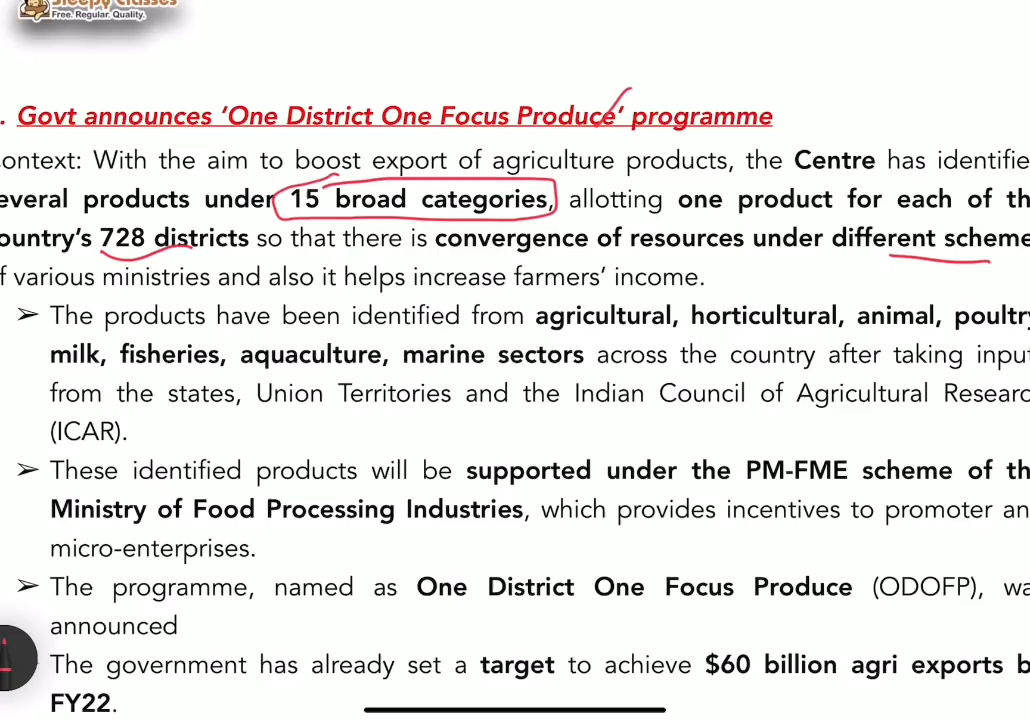 Sleepy Classes
Free. Regular. Quality.
. Govt announces ‘One District One Focus Produce’ programme
ontext: With the aim to boost export of agriculture products, the Centre has identifie
everal products under 15 broad categories, allotting one product for each of th
ountry’s 728 districts so that there is convergence of resources under different scheme
f various ministries and also it helps increase farmers’ income.
➢ The products have been identified from agricultural, horticultural, animal, poultry
milk, fisheries, aquaculture, marine sectors across the country after taking input
from the states, Union Territories and the Indian Council of Agricultural Researc
(ICAR).
➢ These identified products will be supported under the PM-FME scheme of th
Ministry of Food Processing Industries, which provides incentives to promoter an
micro-enterprises.
➢ The programme, named as One District One Focus Produce (ODOFP), wa
announced
The government has already set a target to achieve $60 billion agri exports b
FY22.